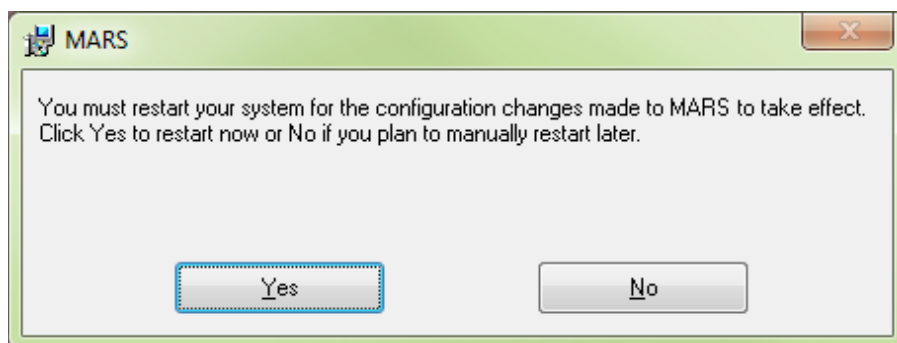 MARS
You must restart your system for the configuration changes made to MARS to take effect.
Click Yes to restart now or No if you plan to manually restart later.
Yes
No